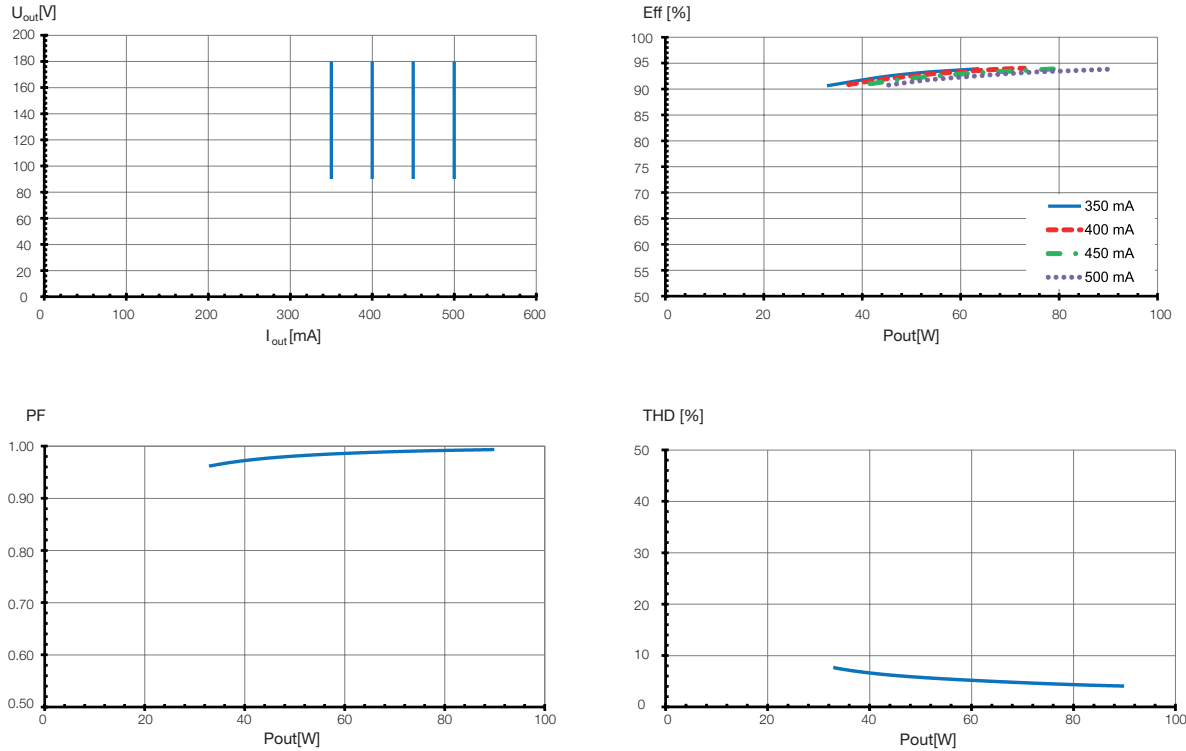 U_out[V]
200
180
160
140
120
100
80
60
40
20
0
0 100 200 300 400 500 600
I_out[mA]
Eff [%]
100
95
90
85
80
75
70
65
60
55
50
350 mA
400 mA
450 mA
500 mA
0 20 40 60 80 100
Pout[W]
PF
1.00
0.90
0.80
0.70
0.60
0.50
0 20 40 60 80 100
Pout[W]
THD [%]
50
40
30
20
10
0
0 20 40 60 80 100
Pout[W]